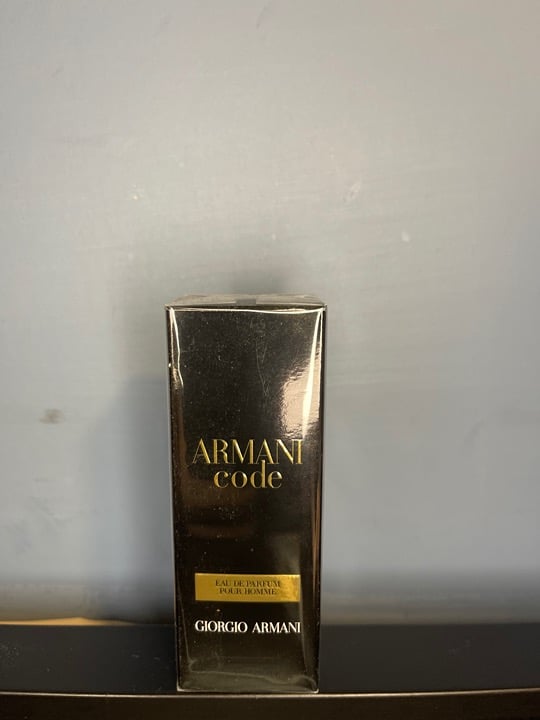 ARMANI
code
EAU DE PARFUM
POUR HOMME
GIORGIO ARMANI